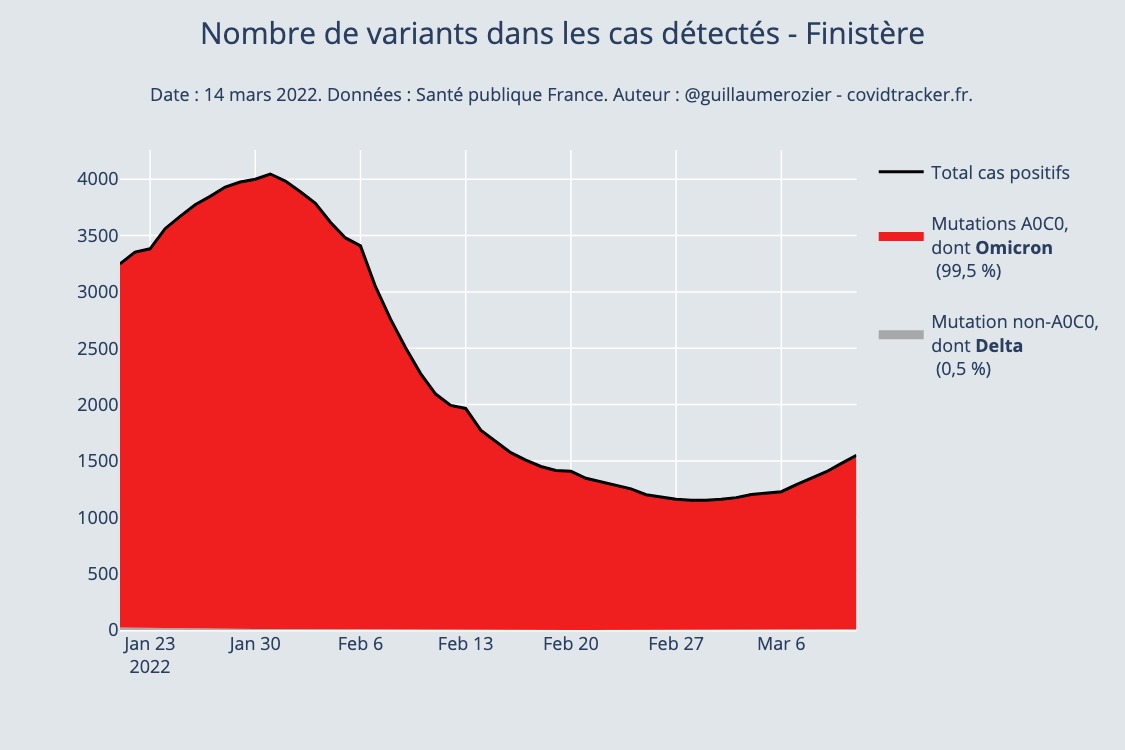 Nombre de variants dans les cas détectés - Finistère
Date : 14 mars 2022. Données : Santé publique France. Auteur : @guillaumerozier - covidtracker.fr.
4000
3500
3000
2500
2000
1500
1000
500
0
Jan 23
2022
Jan 30
Feb 6
Feb 13
Feb 20
Feb 27
Mar 6
Total cas positifs
Mutations A0C0,
dont Omicron
(99,5 %)
Mutation non-A0C0,
dont Delta
(0,5 %)